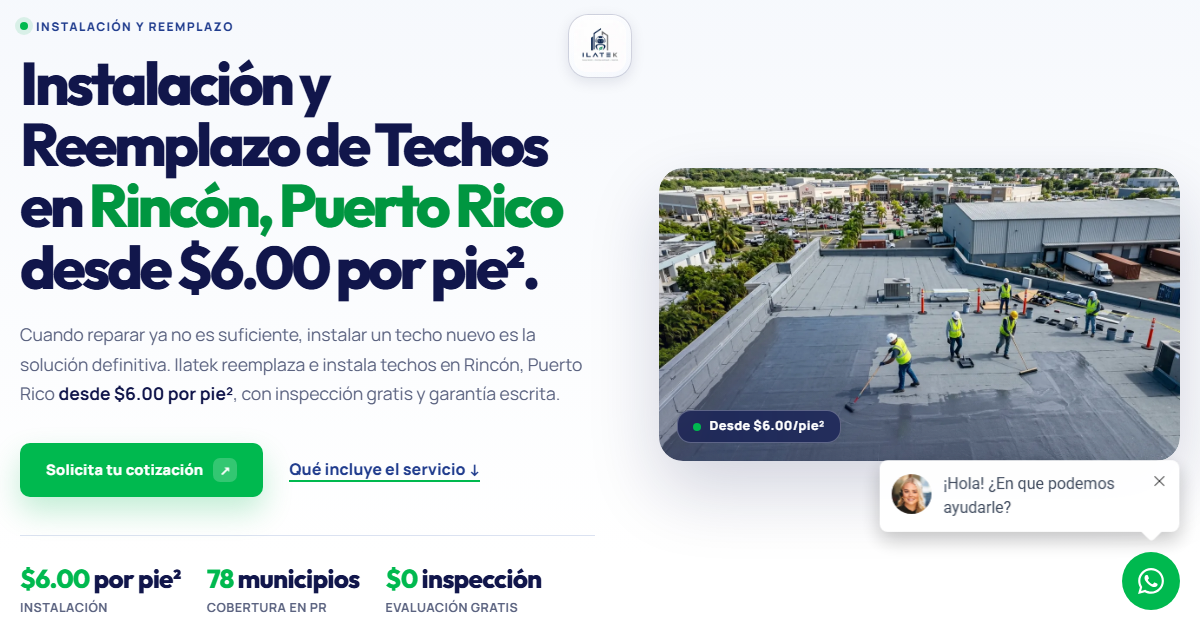 INSTALACIÓN Y REEMPLAZO
ILATEK
Instalación y
Reemplazo de Techos
en Rincón, Puerto Rico
desde $6.00 por pie².
Cuando reparar ya no es suficiente, instalar un techo nuevo es la
solución definitiva. Ilatek reemplaza e instala techos en Rincón, Puerto
Rico desde $6.00 por pie², con inspección gratis y garantía escrita.
Solicita tu cotización ↗
Qué incluye el servicio ↓
$6.00 por pie²
INSTALACIÓN
78 municipios
COBERTURA EN PR
$0 inspección
EVALUACIÓN GRATIS
Desde $6.00/pie²
¡Hola! ¿En que podemos
ayudarle?